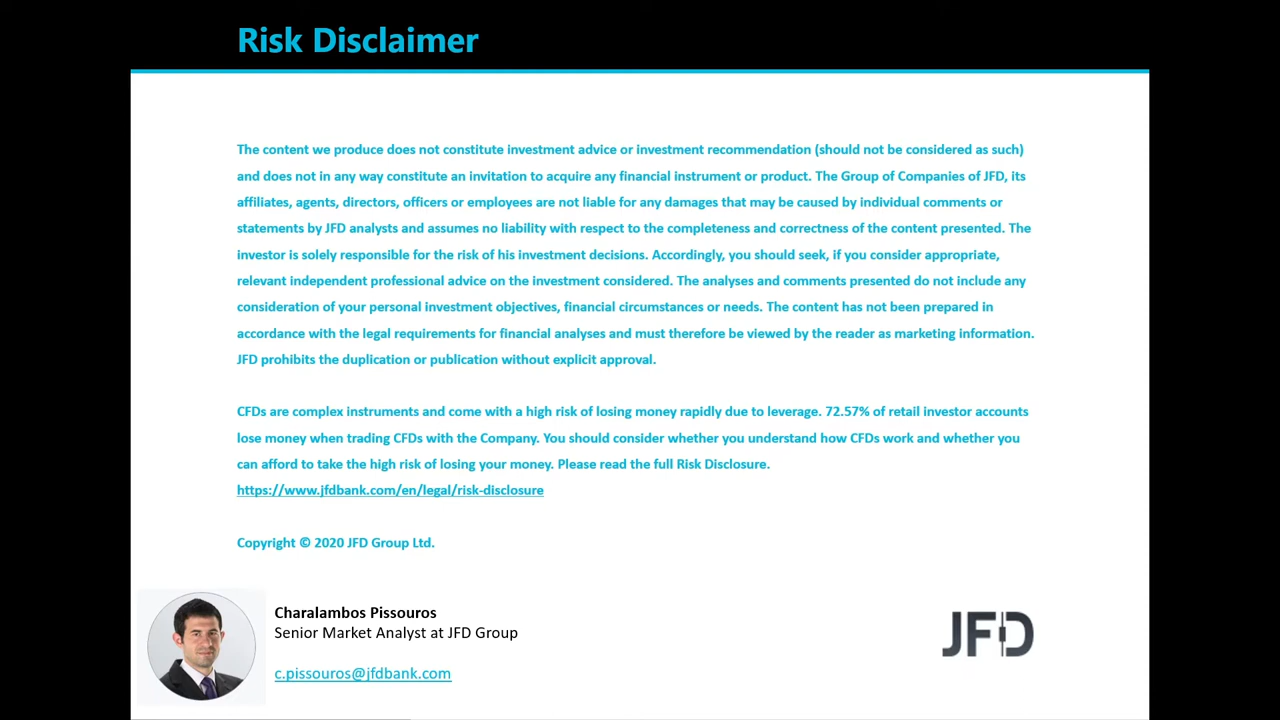 Risk Disclaimer
The content we produce does not constitute investment advice or investment recommendation (should not be considered as such)
and does not in any way constitute an invitation to acquire any financial instrument or product. The Group of Companies of JFD, its
affiliates, agents, directors, officers or employees are not liable for any damages that may be caused by individual comments or
statements by JFD analysts and assumes no liability with respect to the completeness and correctness of the content presented. The
investor is solely responsible for the risk of his investment decisions. Accordingly, you should seek, if you consider appropriate,
relevant independent professional advice on the investment considered. The analyses and comments presented do not include any
consideration of your personal investment objectives, financial circumstances or needs. The content has not been prepared in
accordance with the legal requirements for financial analyses and must therefore be viewed by the reader as marketing information.
JFD prohibits the duplication or publication without explicit approval.
CFDs are complex instruments and come with a high risk of losing money rapidly due to leverage. 72.57% of retail investor accounts
lose money when trading CFDs with the Company. You should consider whether you understand how CFDs work and whether you
can afford to take the high risk of losing your money. Please read the full Risk Disclosure.
https://www.jfdbank.com/en/legal/risk-disclosure
Copyright © 2020 JFD Group Ltd.
Charalambos Pissouros
Senior Market Analyst at JFD Group
c.pissouros@jfdbank.com
JFD